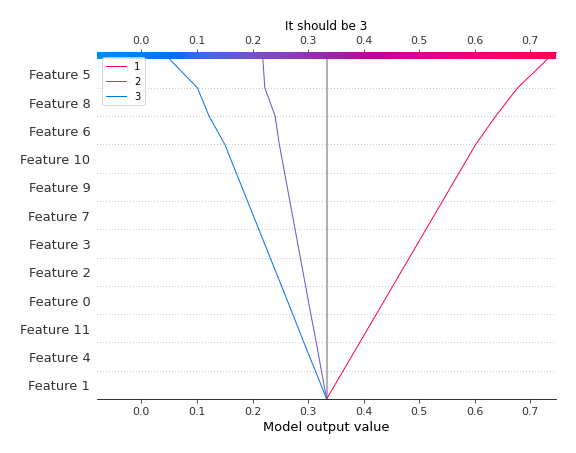 It should be 3
0.0 0.1 0.2 0.3 0.4 0.5 0.6 0.7
1
2
3
Feature 5
Feature 8
Feature 6
Feature 10
Feature 9
Feature 7
Feature 3
Feature 2
Feature 0
Feature 11
Feature 4
Feature 1
0.0 0.1 0.2 0.3 0.4 0.5 0.6 0.7
Model output value